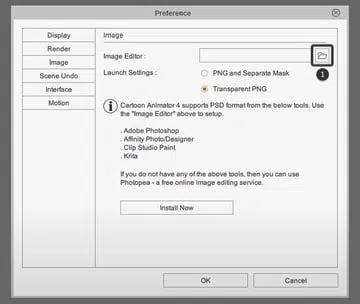 Preference
Display
Render
Image
Scene Undo
Interface
Motion
Image
Image Editor :
1
Launch Settings :
PNG and Separate Mask
Transparent PNG
Cartoon Animator 4 supports PSD format from the below tools. Use
the "Image Editor" above to setup.
. Adobe Photoshop
. Affinity Photo/Designer
. Clip Studio Paint
. Krita
If you do not have any of the above tools, then you can use
Photopea - a free online image editing service.
Install Now
OK
Cancel